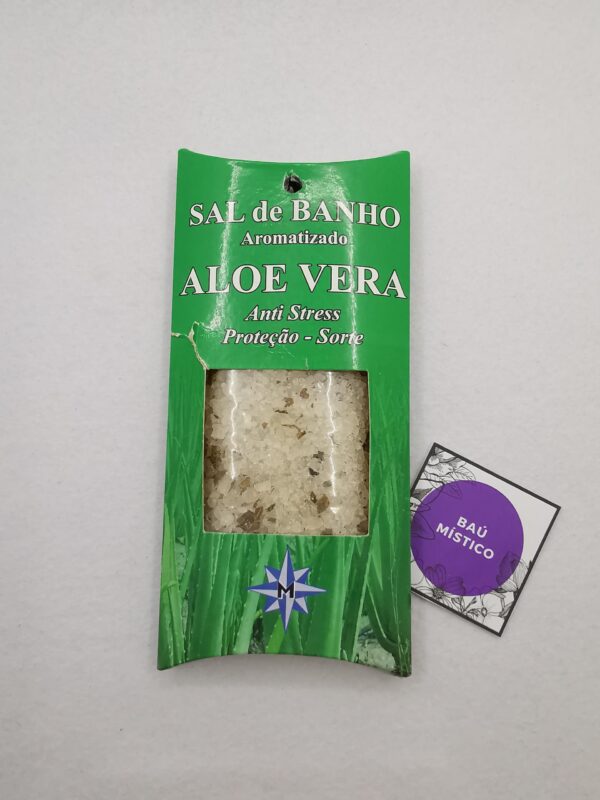 SAL de BANHO
Aromatizado
ALOE VERA
Anti Stress
Proteção - Sorte
M
BAÚ
MÍSTICO